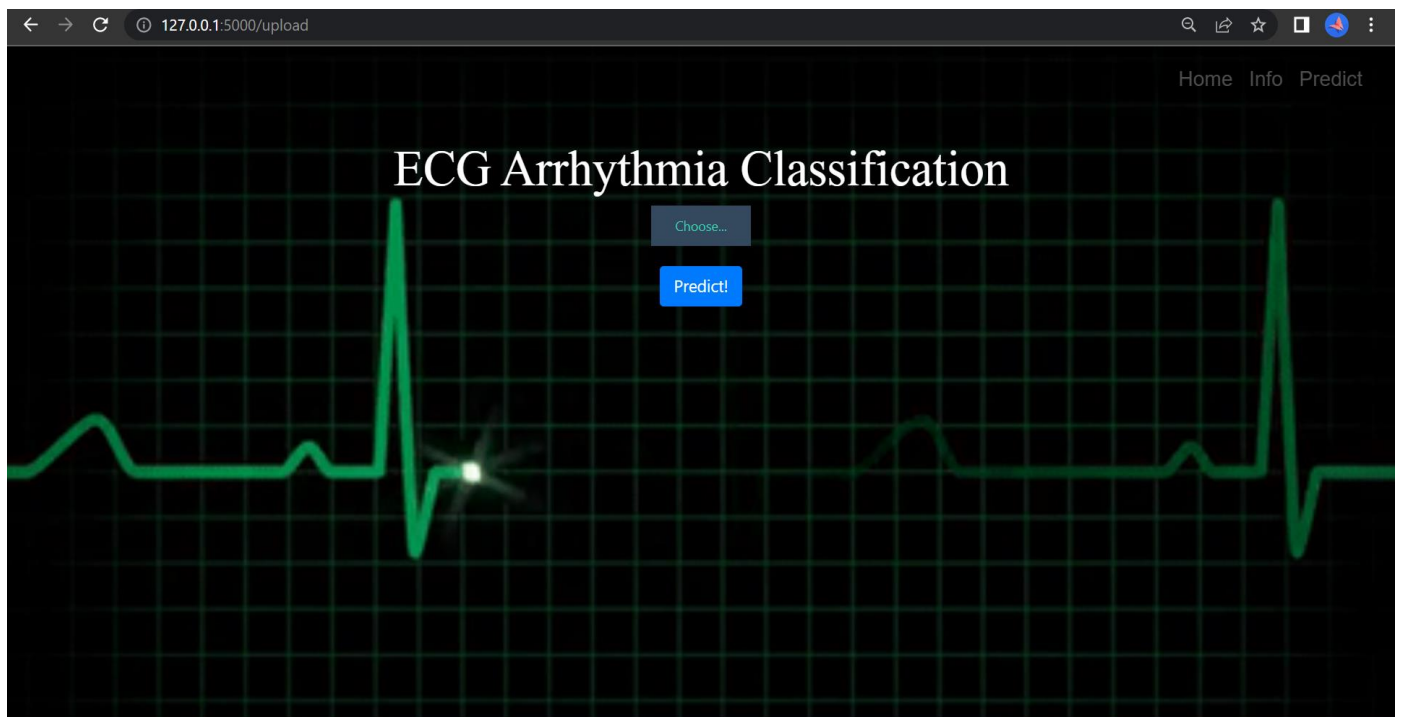 127.0.0.1:5000/upload
Home Info Predict
ECG Arrhythmia Classification
Choose...
Predict!